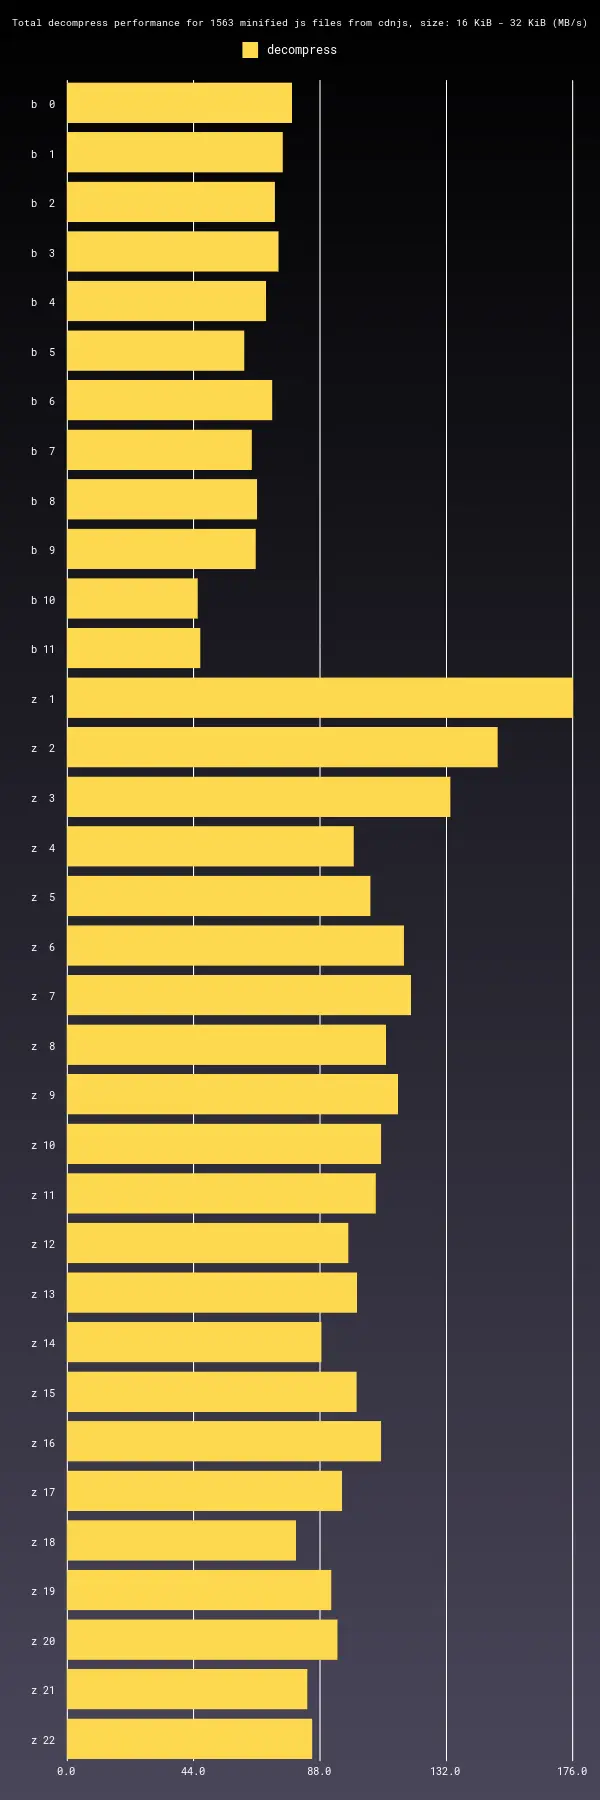 Total decompress performance for 1563 minified js files from cdnjs, size: 16 KiB - 32 KiB (MB/s)
decompress
b 0
b 1
b 2
b 3
b 4
b 5
b 6
b 7
b 8
b 9
b 10
b 11
z 1
z 2
z 3
z 4
z 5
z 6
z 7
z 8
z 9
z 10
z 11
z 12
z 13
z 14
z 15
z 16
z 17
z 18
z 19
z 20
z 21
z 22
0.0 44.0 88.0 132.0 176.0